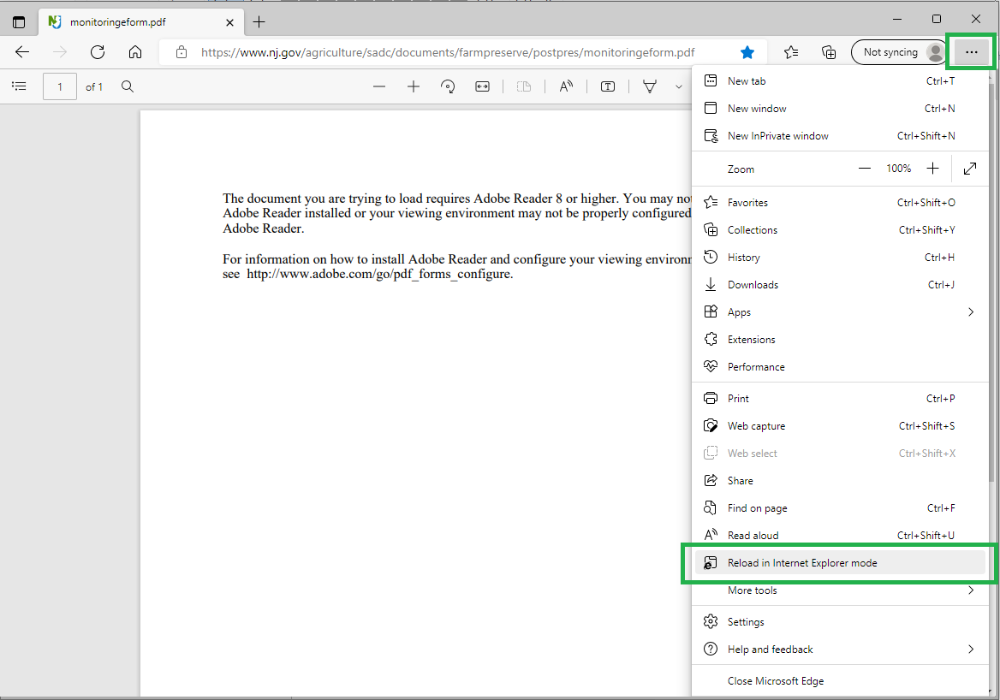 monitoringeform.pdf
https://www.nj.gov/agriculture/sadc/documents/farmpreserve/postpres/monitoringeform.pdf
Not syncing
1 of 1
The document you are trying to load requires Adobe Reader 8 or higher. You may not
Adobe Reader installed or your viewing environment may not be properly configured
Adobe Reader.
For information on how to install Adobe Reader and configure your viewing
see http://www.adobe.com/go/pdf_forms_configure.
New tab Ctrl+T
New window Ctrl+N
New InPrivate window Ctrl+Shift+N
Zoom 100%
Favorites Ctrl+Shift+O
Collections Ctrl+Shift+Y
History Ctrl+H
Downloads Ctrl+J
Apps
Extensions
Performance
Print Ctrl+P
Web capture Ctrl+Shift+S
Web select Ctrl+Shift+X
Share
Find on page Ctrl+F
Read aloud Ctrl+Shift+U
Reload in Internet Explorer mode
More tools
Settings
Help and feedback
Close Microsoft Edge